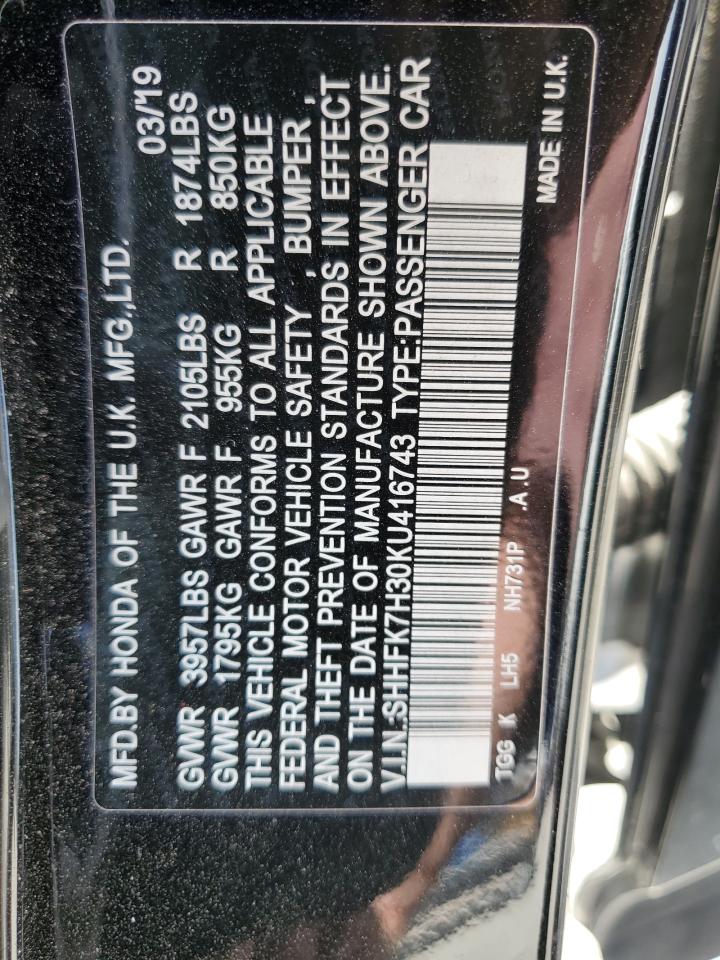 MFD.BY HONDA OF THE U.K. MFG.,LTD. 03/19
GVWR 3957LBS GAWR F 2105LBS R 1874LBS
GVWR 1795KG GAWR F 955KG R 850KG
THIS VEHICLE CONFORMS TO ALL APPLICABLE
FEDERAL MOTOR VEHICLE SAFETY , BUMPER ,
AND THEFT PREVENTION STANDARDS IN EFFECT
ON THE DATE OF MANUFACTURE SHOWN ABOVE.
V.I.N.:SHHFK7H30KU416743 TYPE:PASSENGER CAR
TGG K LH5 NH731P .A .U MADE IN U.K.